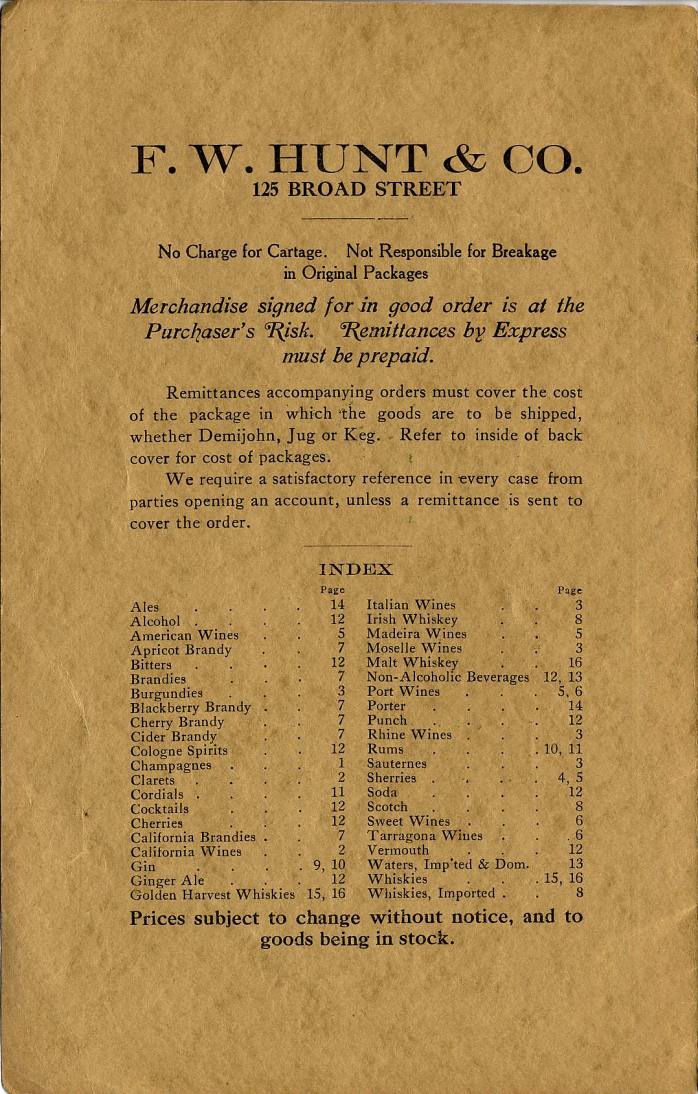 F. W. HUNT & CO.
125 BROAD STREET
No Charge for Cartage. Not Responsible for Breakage
in Original Packages
Merchandise signed for in good order is at the
Purchaser's Risk. Remittances by Express
must be prepaid.
Remittances accompanying orders must cover the cost
of the package in which the goods are to be shipped,
whether Demijohn, Jug or Keg. Refer to inside of back
cover for cost of packages.
We require a satisfactory reference in every case from
parties opening an account, unless a remittance is sent to
cover the order.
INDEX
Page
Ales . . . . 14
Alcohol . . . . 12
American Wines . . 5
Apricot Brandy . . 7
Bitters . . . . 12
Brandies . . . 7
Burgundies . . . 3
Blackberry Brandy . . 7
Cherry Brandy . . 7
Cider Brandy . . 7
Cologne Spirits . . 12
Champagnes . . . 1
Clarets . . . . 2
Cordials . . . . 11
Cocktails . . . 12
Cherries . . . 12
California Brandies . . 7
California Wines . . 2
Gin . . . . 9, 10
Ginger Ale . . . 12
Golden Harvest Whiskies 15, 16
Page
Italian Wines . . 3
Irish Whiskey . . 8
Madeira Wines . . 5
Moselle Wines . . 3
Malt Whiskey . . 16
Non-Alcoholic Beverages 12, 13
Port Wines . . . 5, 6
Porter . . . . 14
Punch . . . . 12
Rhine Wines . . . 3
Rums . . . . 10, 11
Sauternes . . . 3
Sherries . . . . 4, 5
Soda . . . . 12
Scotch . . . . 8
Sweet Wines . . . 6
Tarragona Wines . . 6
Vermouth . . . 12
Waters, Imp'ted & Dom. 13
Whiskies . . . 15, 16
Whiskies, Imported . . 8
Prices subject to change without notice, and to
goods being in stock.